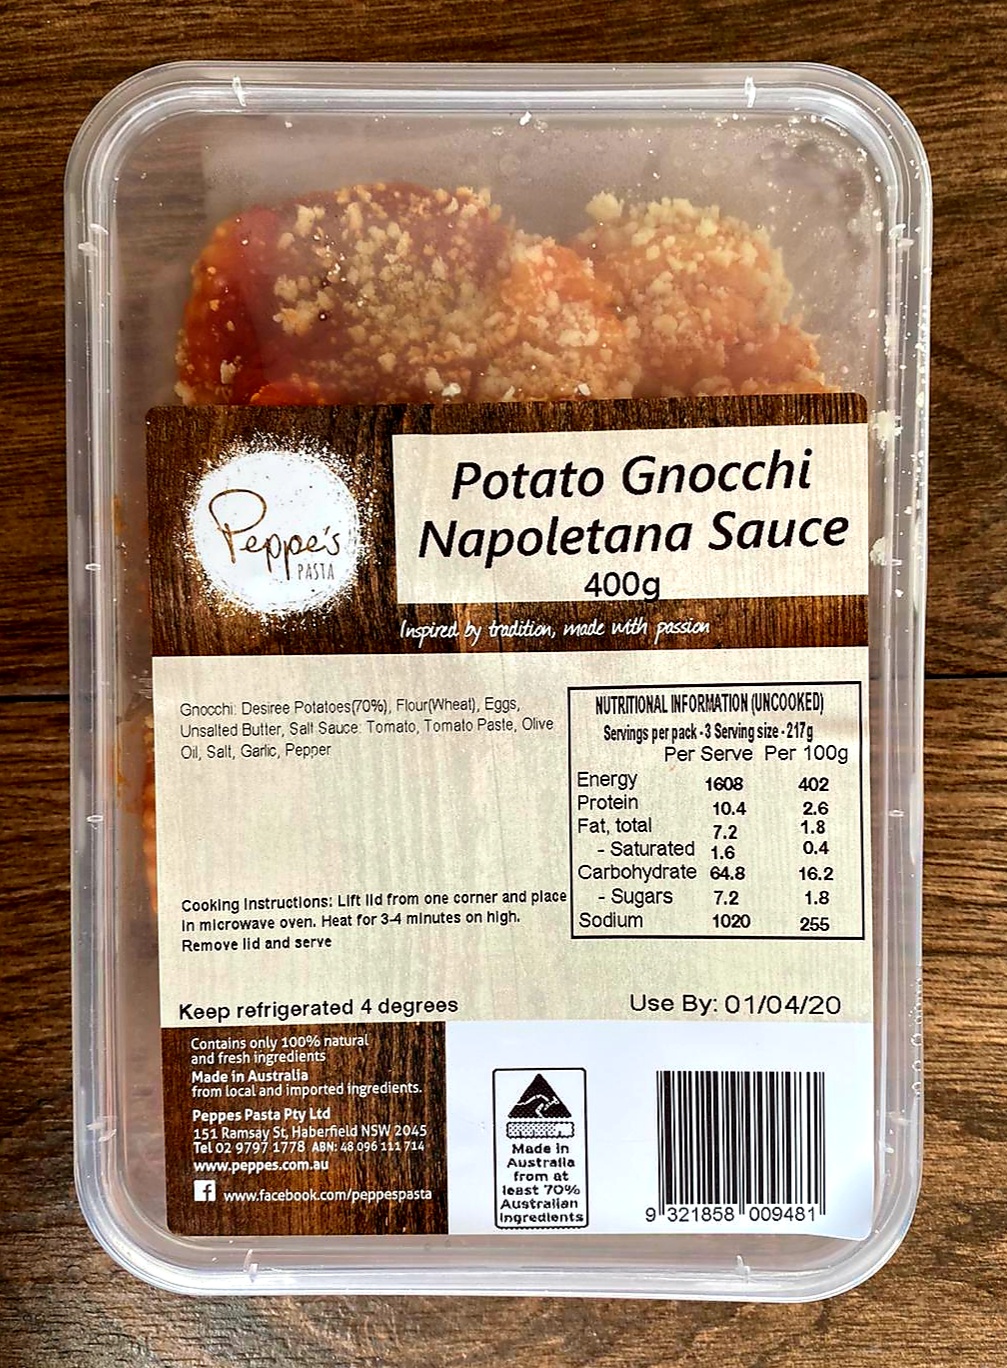 Peppe's
PASTA
Potato Gnocchi
Napoletana Sauce
400g
Inspired by tradition, made with passion
Gnocchi: Desiree Potatoes(70%), Flour(Wheat), Eggs,
Unsalted Butter, Salt Sauce: Tomato, Tomato Paste, Olive
Oil, Salt, Garlic, Pepper
NUTRITIONAL INFORMATION (UNCOOKED)
Servings per pack - 3 Serving size - 217g
Per Serve Per 100g
Energy 1608 402
Protein 10.4 2.6
Fat, total 7.2 1.8
- Saturated 1.6 0.4
Carbohydrate 64.8 16.2
- Sugars 7.2 1.8
Sodium 1020 255
Cooking Instructions: Lift lid from one corner and place
in microwave oven. Heat for 3-4 minutes on high.
Remove lid and serve
Keep refrigerated 4 degrees
Use By: 01/04/20
Contains only 100% natural
and fresh ingredients
Made in Australia
from local and imported ingredients.
Peppes Pasta Pty Ltd
151 Ramsay St, Haberfield NSW 2045
Tel 02 9797 1778 ABN: 48 096 111 714
www.peppes.com.au
www.facebook.com/peppespasta
Made in
Australia
from at
least 70%
Australian
ingredients
9 321858 009481